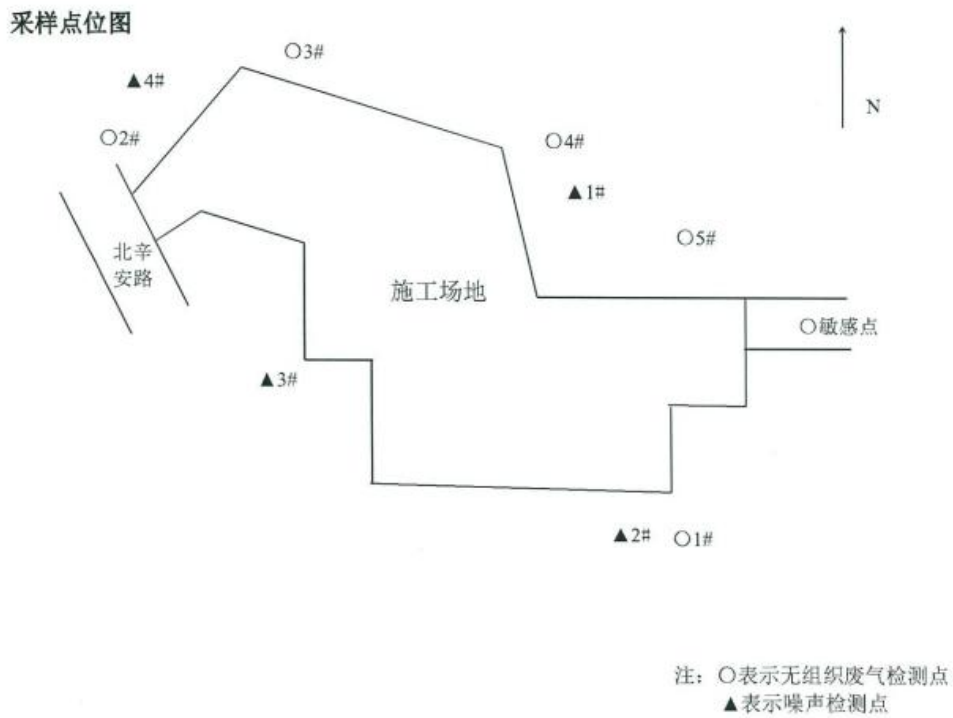 采样点位图
○3#
▲4#
N
○2#
○4#
▲1#
○5#
北辛
安路
施工场地
○敏感点
▲3#
▲2# ○1#
注：○表示无组织废气检测点
▲表示噪声检测点